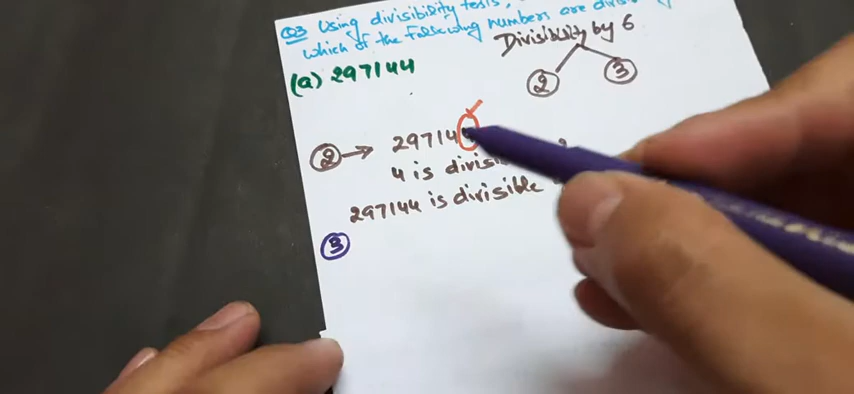 Q3 Using divisibility tests,
which of the following numbers are divisible
Divisibility by 6
(a) 297144
2 3
2 → 29714
4 is
297144 is divisible
3